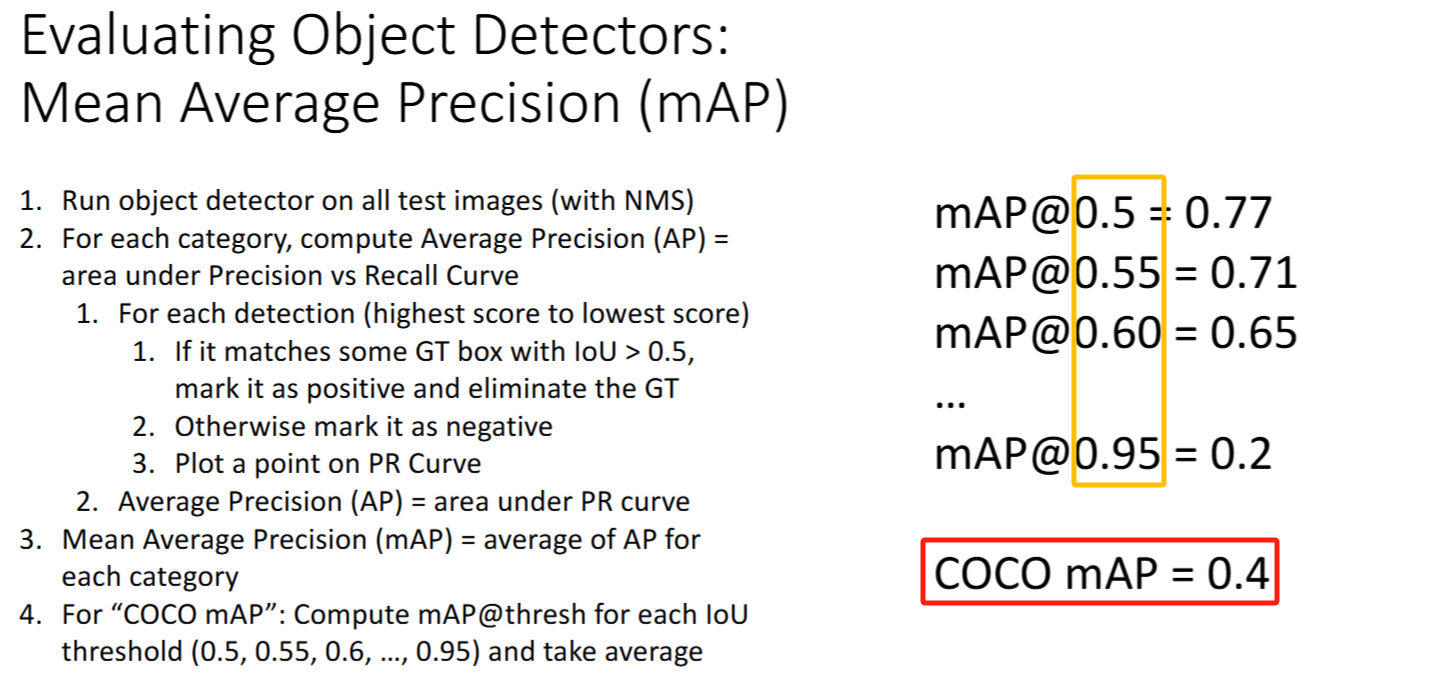 Evaluating Object Detectors:
Mean Average Precision (mAP)
1. Run object detector on all test images (with NMS)
2. For each category, compute Average Precision (AP) =
area under Precision vs Recall Curve
1. For each detection (highest score to lowest score)
1. If it matches some GT box with IoU > 0.5,
mark it as positive and eliminate the GT
2. Otherwise mark it as negative
3. Plot a point on PR Curve
2. Average Precision (AP) = area under PR curve
3. Mean Average Precision (mAP) = average of AP for
each category
4. For “COCO mAP”: Compute mAP@thresh for each IoU
threshold (0.5, 0.55, 0.6, …, 0.95) and take average
mAP@0.5 = 0.77
mAP@0.55 = 0.71
mAP@0.60 = 0.65
…
mAP@0.95 = 0.2
COCO mAP = 0.4